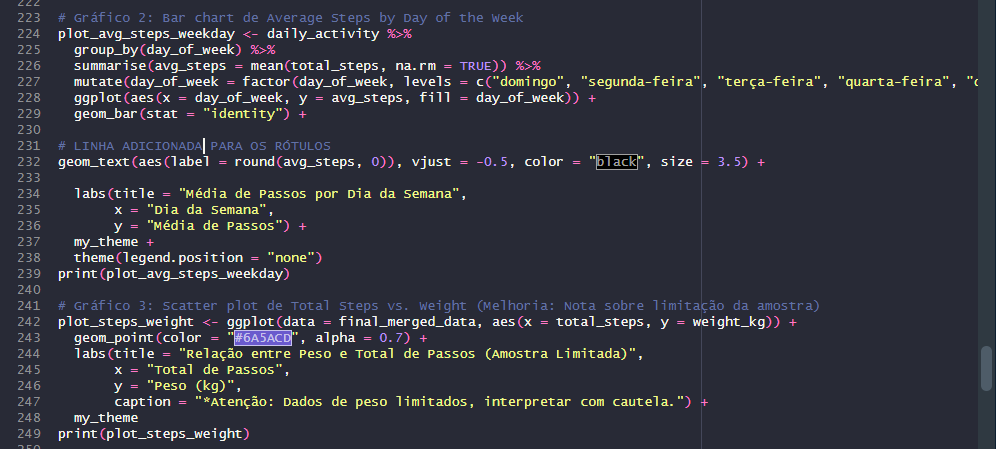 222
223 # Gráfico 2: Bar chart de Average Steps by Day of the Week
224 plot_avg_steps_weekday <- daily_activity %>%
225   group_by(day_of_week) %>%
226   summarise(avg_steps = mean(total_steps, na.rm = TRUE)) %>%
227   mutate(day_of_week = factor(day_of_week, levels = c("domingo", "segunda-feira", "terça-feira", "quarta-feira", "
228   ggplot(aes(x = day_of_week, y = avg_steps, fill = day_of_week)) +
229   geom_bar(stat = "identity") +
230
231 # LINHA ADICIONADA PARA OS RÓTULOS
232 geom_text(aes(label = round(avg_steps, 0)), vjust = -0.5, color = "black", size = 3.5) +
233
234   labs(title = "Média de Passos por Dia da Semana",
235        x = "Dia da Semana",
236        y = "Média de Passos") +
237   my_theme +
238   theme(legend.position = "none")
239 print(plot_avg_steps_weekday)
240
241 # Gráfico 3: Scatter plot de Total Steps vs. Weight (Melhoria: Nota sobre limitação da amostra)
242 plot_steps_weight <- ggplot(data = final_merged_data, aes(x = total_steps, y = weight_kg)) +
243   geom_point(color = "#6A5ACD", alpha = 0.7) +
244   labs(title = "Relação entre Peso e Total de Passos (Amostra Limitada)",
245        x = "Total de Passos",
246        y = "Peso (kg)",
247        caption = "*Atenção: Dados de peso limitados, interpretar com cautela.") +
248   my_theme
249 print(plot_steps_weight)